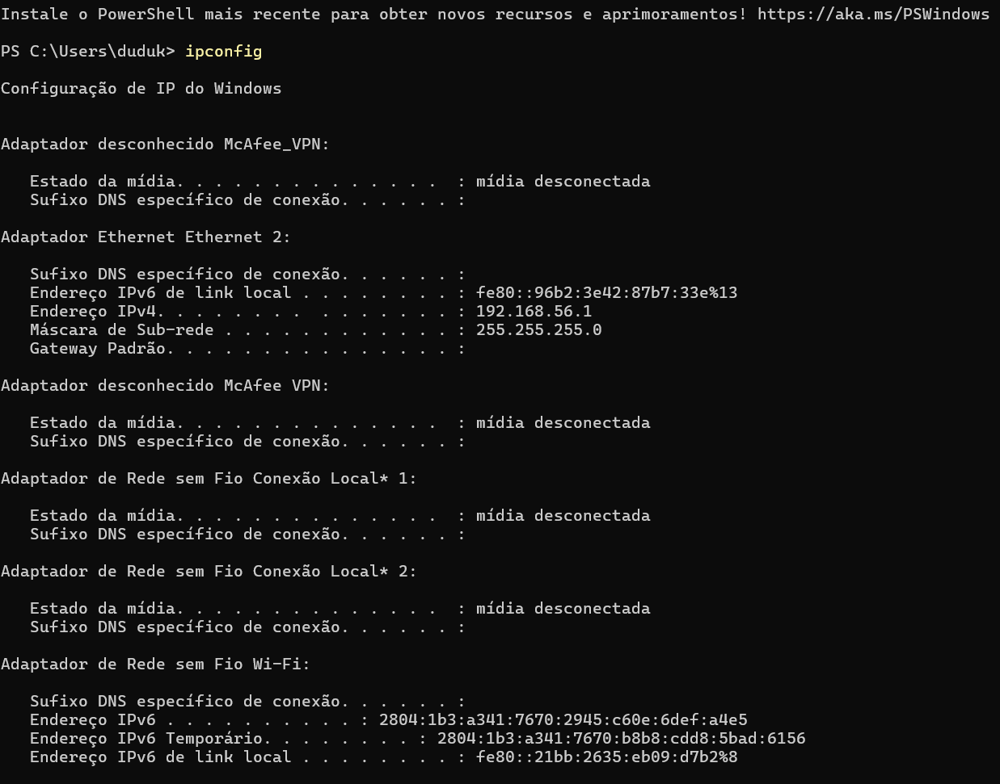 Instale o PowerShell mais recente para obter novos recursos e aprimoramentos! https://aka.ms/PSWindows
PS C:\Users\duduk> ipconfig
Configuração de IP do Windows
Adaptador desconhecido McAfee_VPN:
Estado da mídia. . . . . . . . . . . . . .  : mídia desconectada
Sufixo DNS específico de conexão. . . . . . :
Adaptador Ethernet Ethernet 2:
Sufixo DNS específico de conexão. . . . . . :
Endereço IPv6 de link local . . . . . . . . : fe80::96b2:3e42:87b7:33e%13
Endereço IPv4. . . . . . . .  . . . . . . . : 192.168.56.1
Máscara de Sub-rede . . . . . . . . . . . . : 255.255.255.0
Gateway Padrão. . . . . . . . . . . . . . . :
Adaptador desconhecido McAfee VPN:
Estado da mídia. . . . . . . . . . . . . .  : mídia desconectada
Sufixo DNS específico de conexão. . . . . . :
Adaptador de Rede sem Fio Conexão Local* 1:
Estado da mídia. . . . . . . . . . . . . .  : mídia desconectada
Sufixo DNS específico de conexão. . . . . . :
Adaptador de Rede sem Fio Conexão Local* 2:
Estado da mídia. . . . . . . . . . . . . .  : mídia desconectada
Sufixo DNS específico de conexão. . . . . . :
Adaptador de Rede sem Fio Wi-Fi:
Sufixo DNS específico de conexão. . . . . . :
Endereço IPv6 . . . . . . . . . . : 2804:1b3:a341:7670:2945:c60e:6def:a4e5
Endereço IPv6 Temporário. . . . . . . . : 2804:1b3:a341:7670:b8b8:cdd8:5bad:6156
Endereço IPv6 de link local . . . . . . . . : fe80::21bb:2635:eb09:d7b2%8